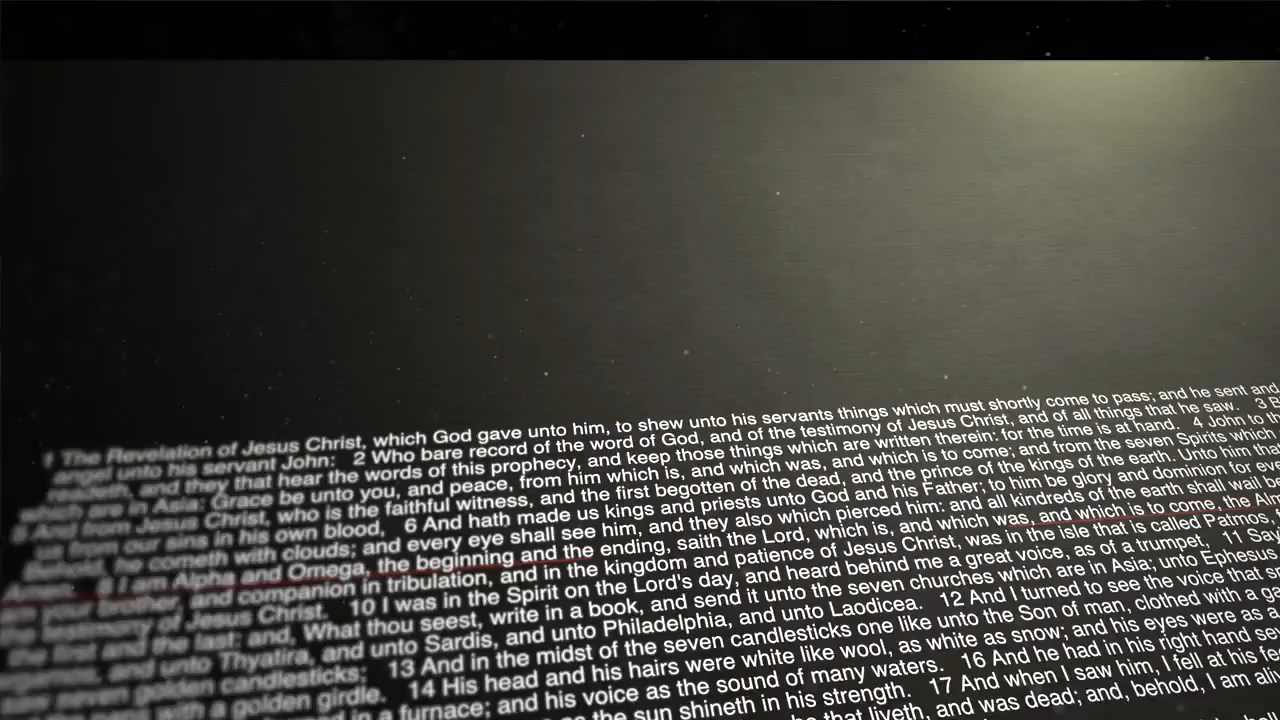 1 The Revelation of Jesus Christ, which God gave unto him, to shew unto his servants things which must shortly come to pass; and he sent and
angel unto his servant John: 2 Who bare record of the word of God, and of the testimony of Jesus Christ, and of all things that he saw. 3 B
readeth, and they that hear the words of this prophecy, and keep those things which are written therein: for the time is at hand. 4 John to th
which are in Asia: Grace be unto you, and peace, from him which is, and which was, and which is to come; and from the seven Spirits which
5 And from Jesus Christ, who is the faithful witness, and the first begotten of the dead, and the prince of the kings of the earth. Unto him tha
us from our sins in his own blood, 6 And hath made us kings and priests unto God and his Father; to him be glory and dominion for eve
Behold, he cometh with clouds; and every eye shall see him, and they also which pierced him: and all kindreds of the earth shall wail be
Amen. 8 I am Alpha and Omega, the beginning and the ending, saith the Lord, which is, and which was, and which is to come, the Alm
brother, and companion in tribulation, and in the kingdom and patience of Jesus Christ, was in the isle that is called Patmos,
the testimony of Jesus Christ. 10 I was in the Spirit on the Lord's day, and heard behind me a great voice, as of a trumpet, 11 Say
the first and the last: and, What thou seest, write in a book, and send it unto the seven churches which are in Asia; unto Ephesus
and unto Thyatira, and unto Sardis, and unto Philadelphia, and unto Laodicea. 12 And I turned to see the voice that sp
seven golden candlesticks; 13 And in the midst of the seven candlesticks one like unto the Son of man, clothed with a ga
with a golden girdle. 14 His head and his hairs were white like wool, as white as snow; and his eyes were as a
in a furnace; and his voice as the sound of many waters. 16 And he had in his right hand se
as the sun shineth in his strength. 17 And when I saw him, I fell at his fe
he that liveth, and was dead; and, behold, I am aliv